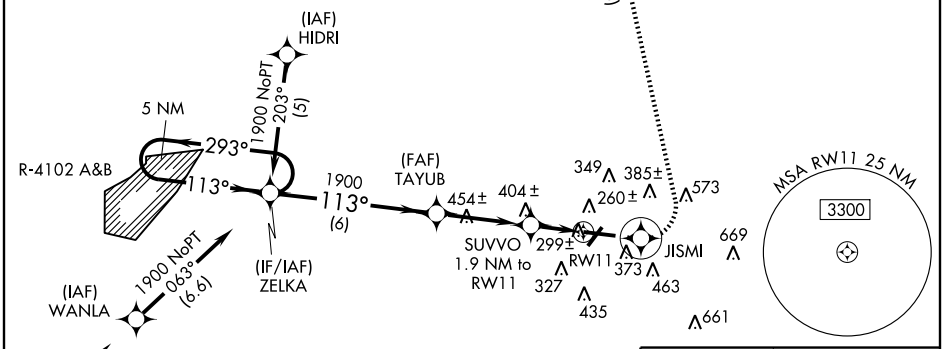 (IAF)
HIDRI
1900 NoPT
203°
(5)
5 NM
293°
R-4102 A&B
113°
(IF/IAF)
ZELKA
1900 NoPT
063°
(6.6)
(IAF)
WANLA
1900
113°
(6)
(FAF)
TAYUB
454±
404±
SUVVO
1.9 NM to
RW11
299±
349
385±
260±
573
RW11
JISMI
373
463
327
435
669
661
MSA RW11 25 NM
3300